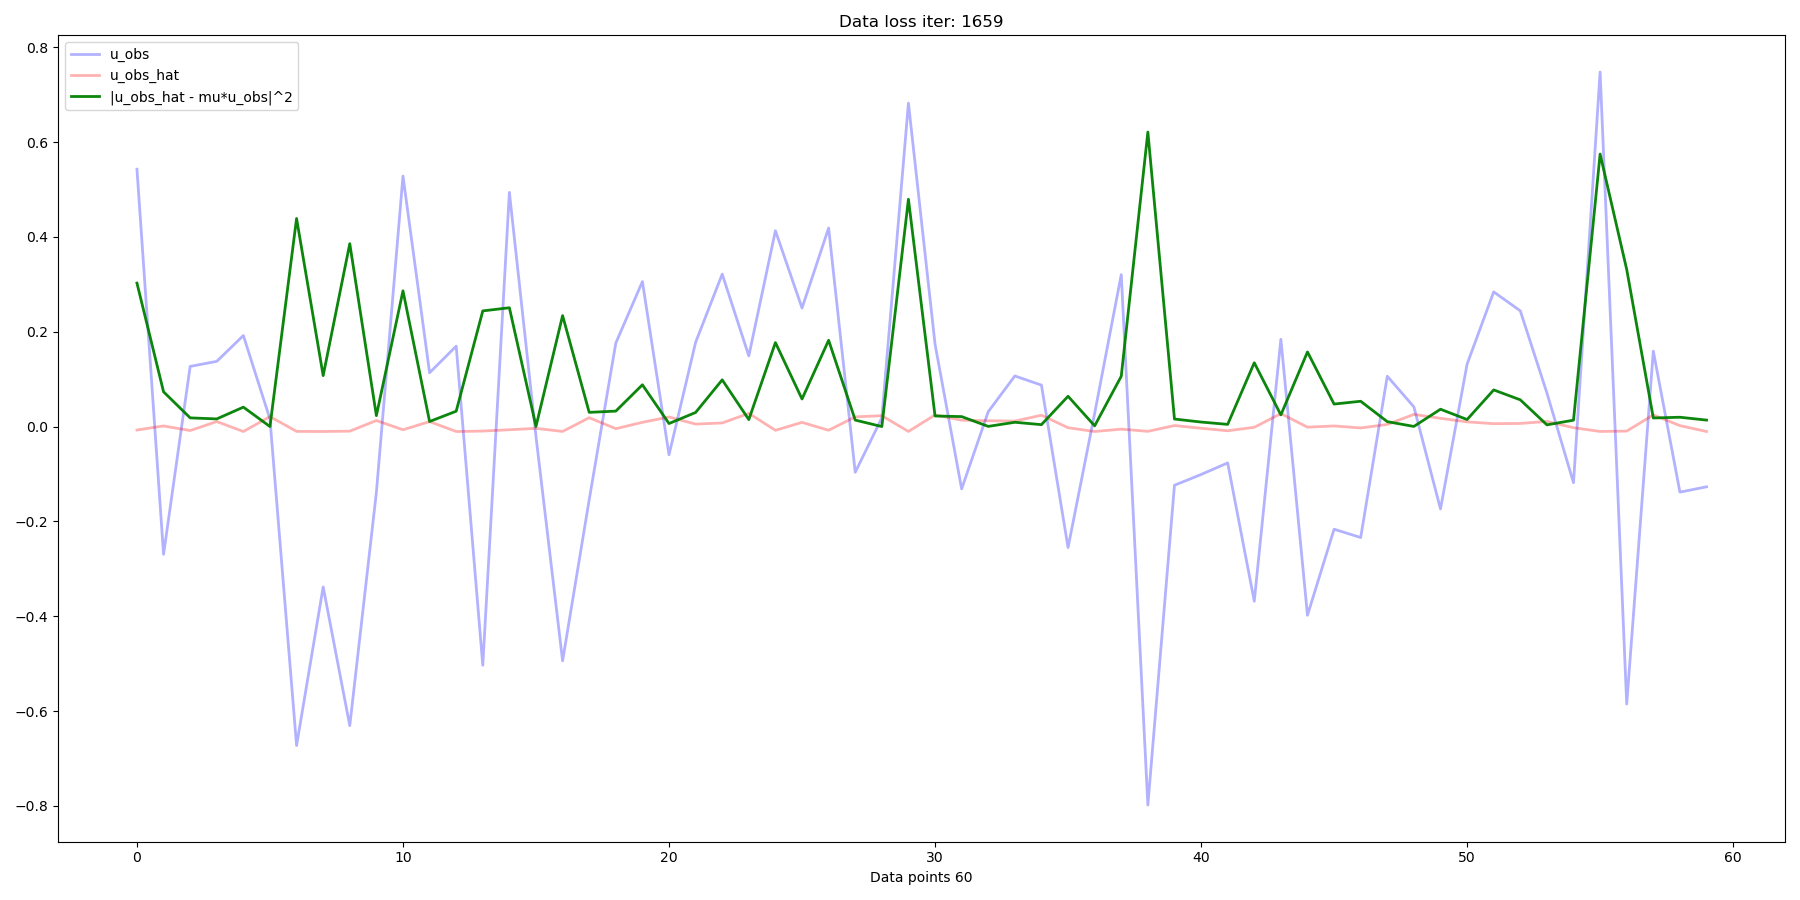 Data loss iter: 1659
u_obs
u_obs_hat
|u_obs_hat - mu*u_obs|^2
0.8
0.6
0.4
0.2
0.0
−0.2
−0.4
−0.6
−0.8
0 10 20 30 40 50 60
Data points 60